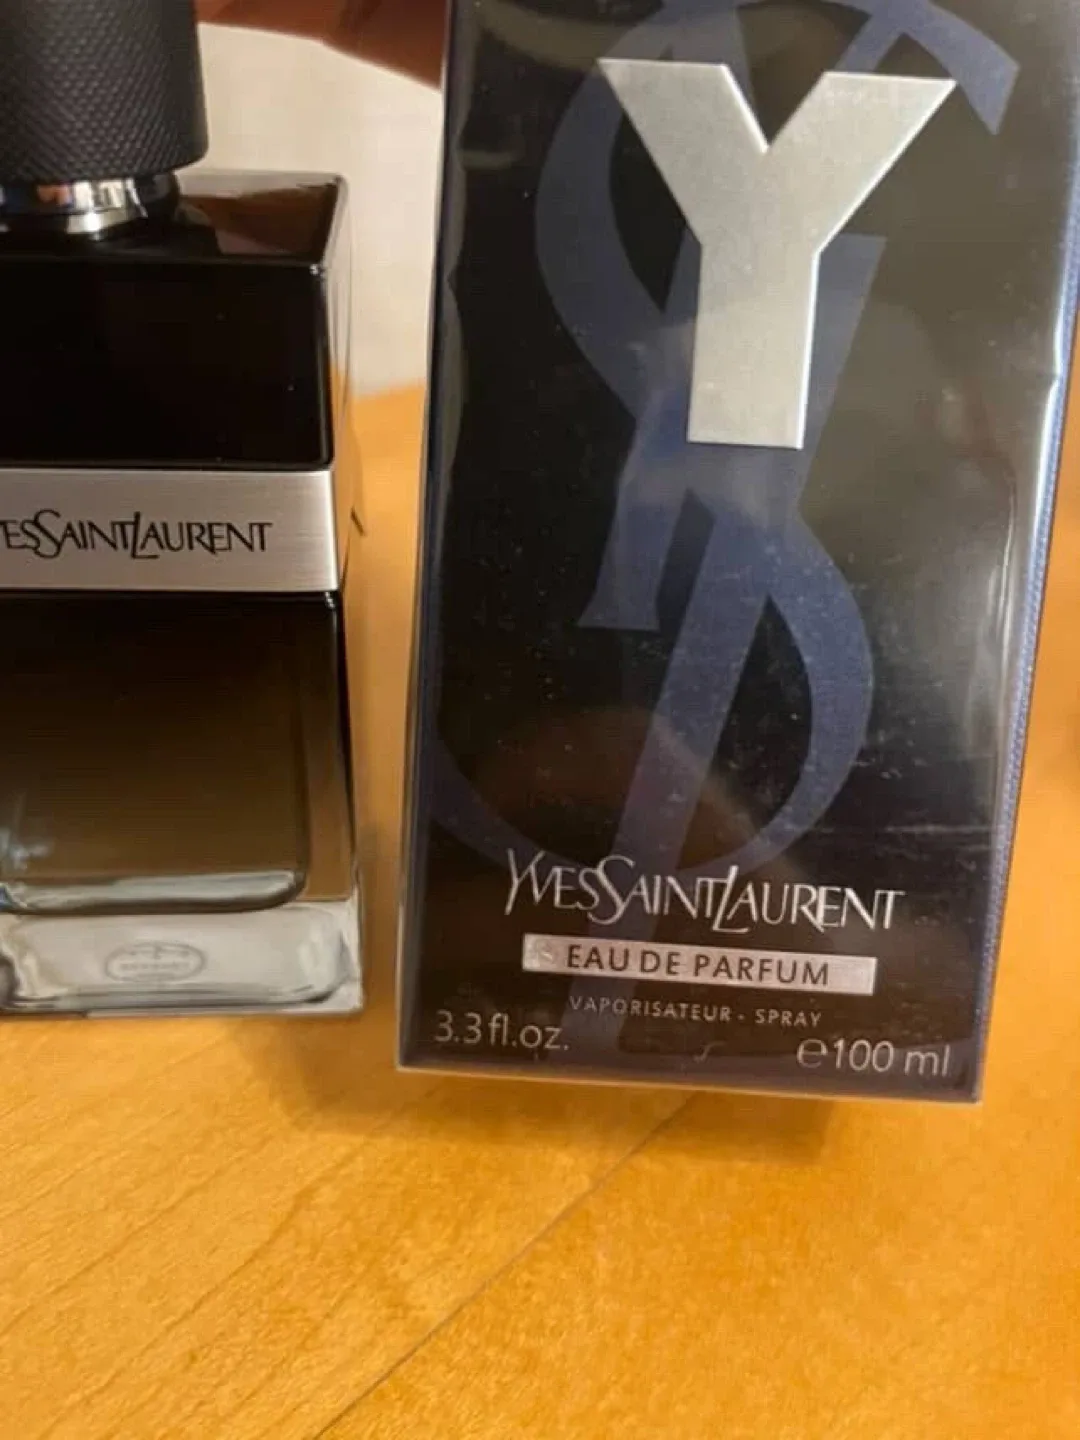 YVESSAINTLAURENT
Y
YVESSAINTLAURENT
EAU DE PARFUM
VAPORISATEUR - SPRAY
3.3 fl.oz. ℮100 ml